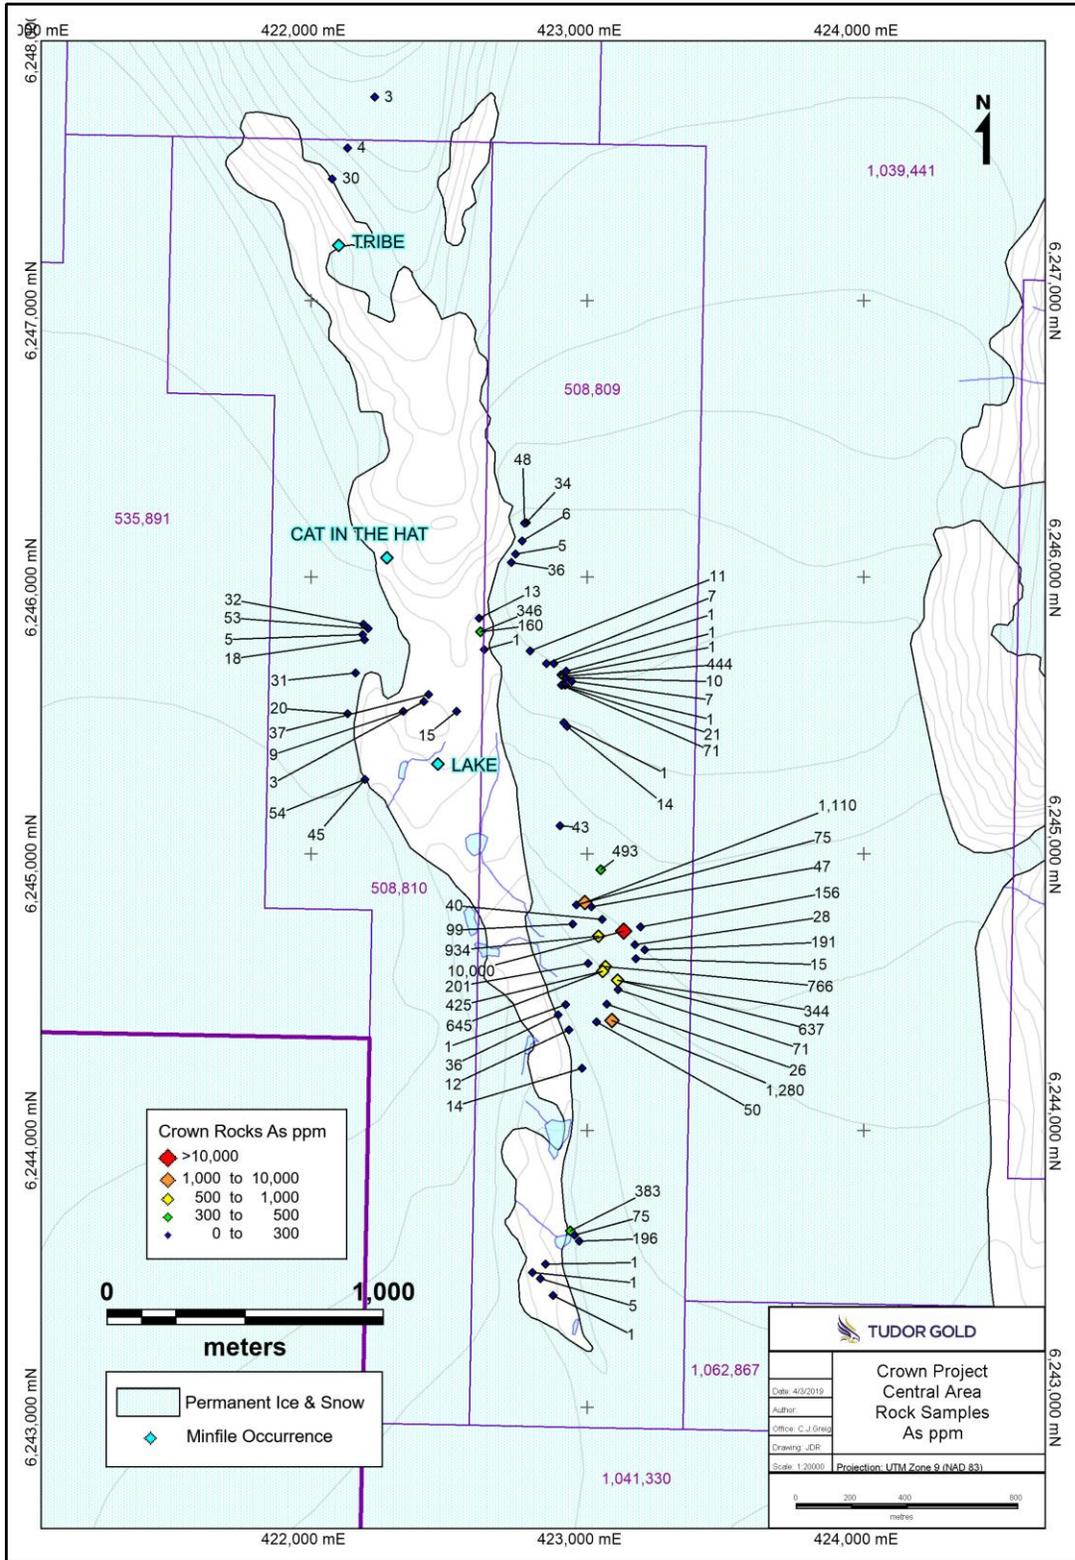 00 mE
422,000 mE
423,000 mE
424,000 mE
6,248,00
N
3
4
30
1,039,441
TRIBE
6,247,000 mN
6,247,000 mN
508,809
48
34
6
535,891
CAT IN THE HAT
5
36
6,246,000 mN
6,246,000 mN
32
53
5
18
31
20
37
9
3
54
45
15
LAKE
13
346
160
1
11
7
1
1
1
444
10
7
1
21
71
1
14
43
493
6,245,000 mN
6,245,000 mN
508,810
1,110
75
47
156
28
191
15
766
344
637
71
26
1,280
50
40
99
934
10,000
201
425
645
1
36
12
14
6,244,000 mN
6,244,000 mN
Crown Rocks As ppm
>10,000
1,000 to 10,000
500 to 1,000
300 to 500
0 to 300
383
75
196
1
1
5
1
0 1,000
meters
Permanent Ice & Snow
Minfile Occurrence
6,243,000 mN
6,243,000 mN
1,062,867
1,041,330
TUDOR GOLD
Crown Project
Central Area
Rock Samples
As ppm
Date: 4/3/2019
Author:
Office: C.J.Greig
Drawing: JDR
Scale: 1:20000
Projection: UTM Zone 9 (NAD 83)
0 200 400 800
metres
422,000 mE
423,000 mE
424,000 mE